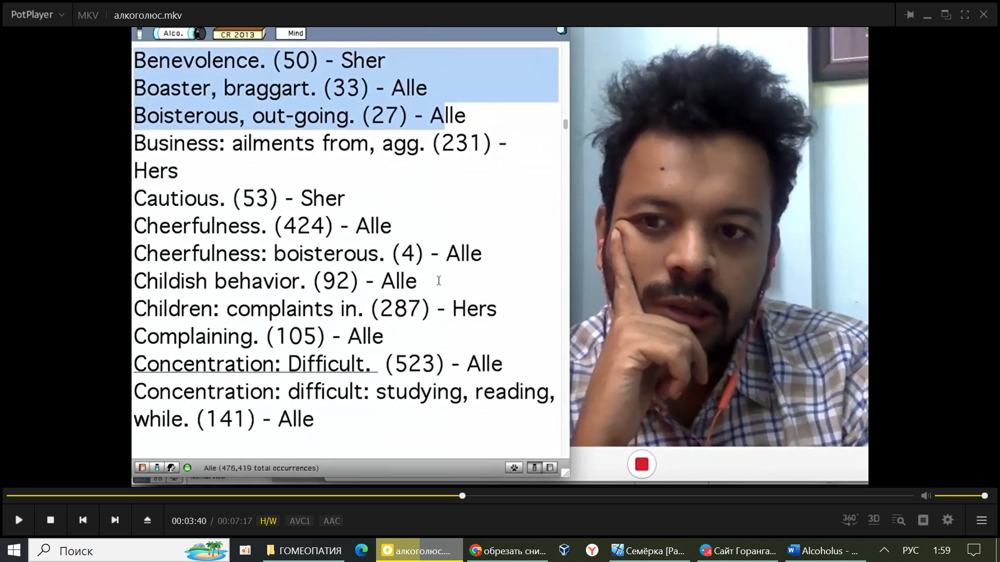 PotPlayer
MKV
алкоголюс.mkv
Alco.
CR 2013
Mind
Benevolence. (50) - Sher
Boaster, braggart. (33) - Alle
Boisterous, out-going. (27) - Alle
Business: ailments from, agg. (231) -
Hers
Cautious. (53) - Sher
Cheerfulness. (424) - Alle
Cheerfulness: boisterous. (4) - Alle
Childish behavior. (92) - Alle
Children: complaints in. (287) - Hers
Complaining. (105) - Alle
Concentration: Difficult. (523) - Alle
Concentration: difficult: studying, reading,
while. (141) - Alle
Alle (476,419 total occurrences)
Normal View
00:03:40 / 00:07:17 H/W AVC1 AAC
360° 3D
Поиск
ГОМЕОПАТИЯ
алкоголюс....
обрезать сни...
Семёрка [Ра...
Сайт Горанга...
Alcoholus - ...
РУС
1:59